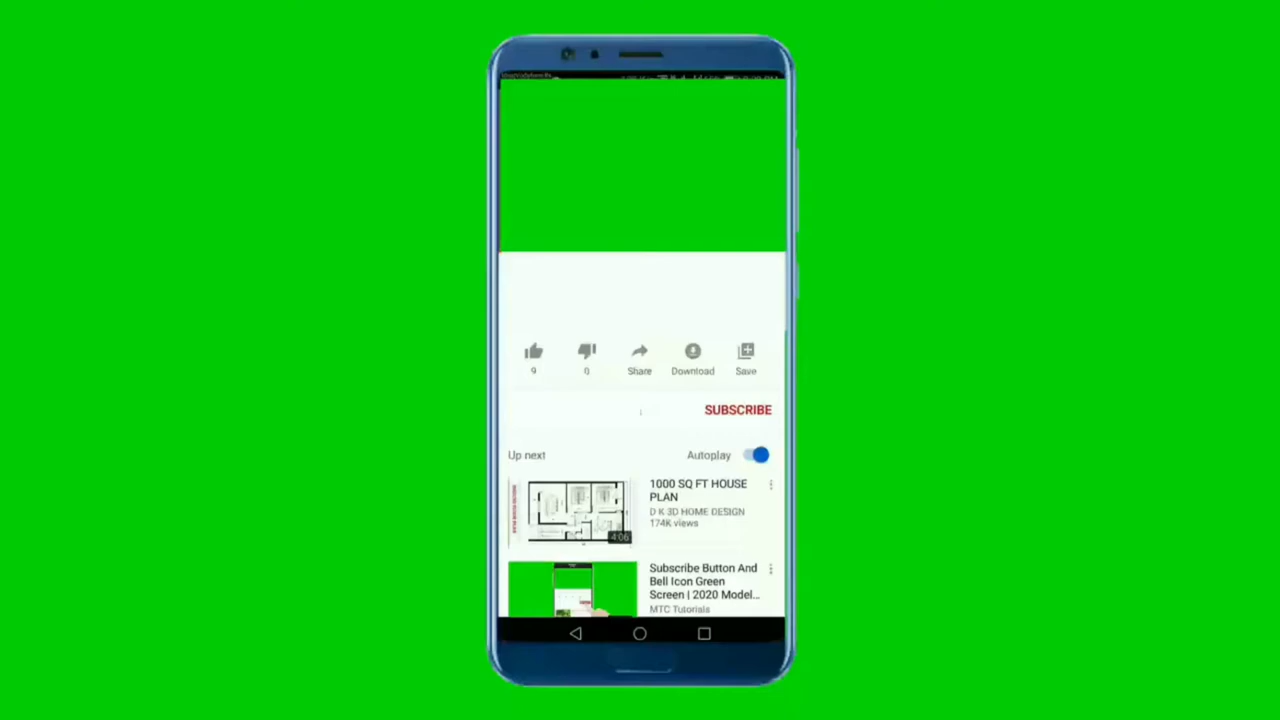 9
0
Share
Download
Save
SUBSCRIBE
Up next
Autoplay
1000 SQ FT HOUSE
PLAN
D K 3D HOME DESIGN
174K views
4:06
Subscribe Button And
Bell Icon Green
Screen | 2020 Model...
MTC Tutorials